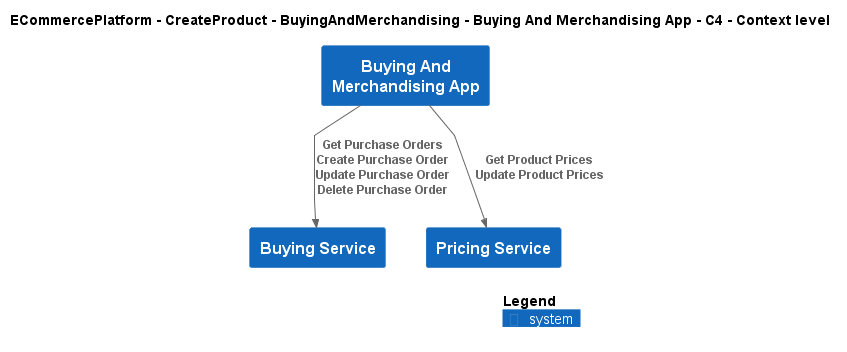 ECommercePlatform - CreateProduct - BuyingAndMerchandising - Buying And Merchandising App - C4 - Context level
Buying And
Merchandising App
Get Purchase Orders
Create Purchase Order
Update Purchase Order
Delete Purchase Order
Get Product Prices
Update Product Prices
Buying Service
Pricing Service
Legend
system